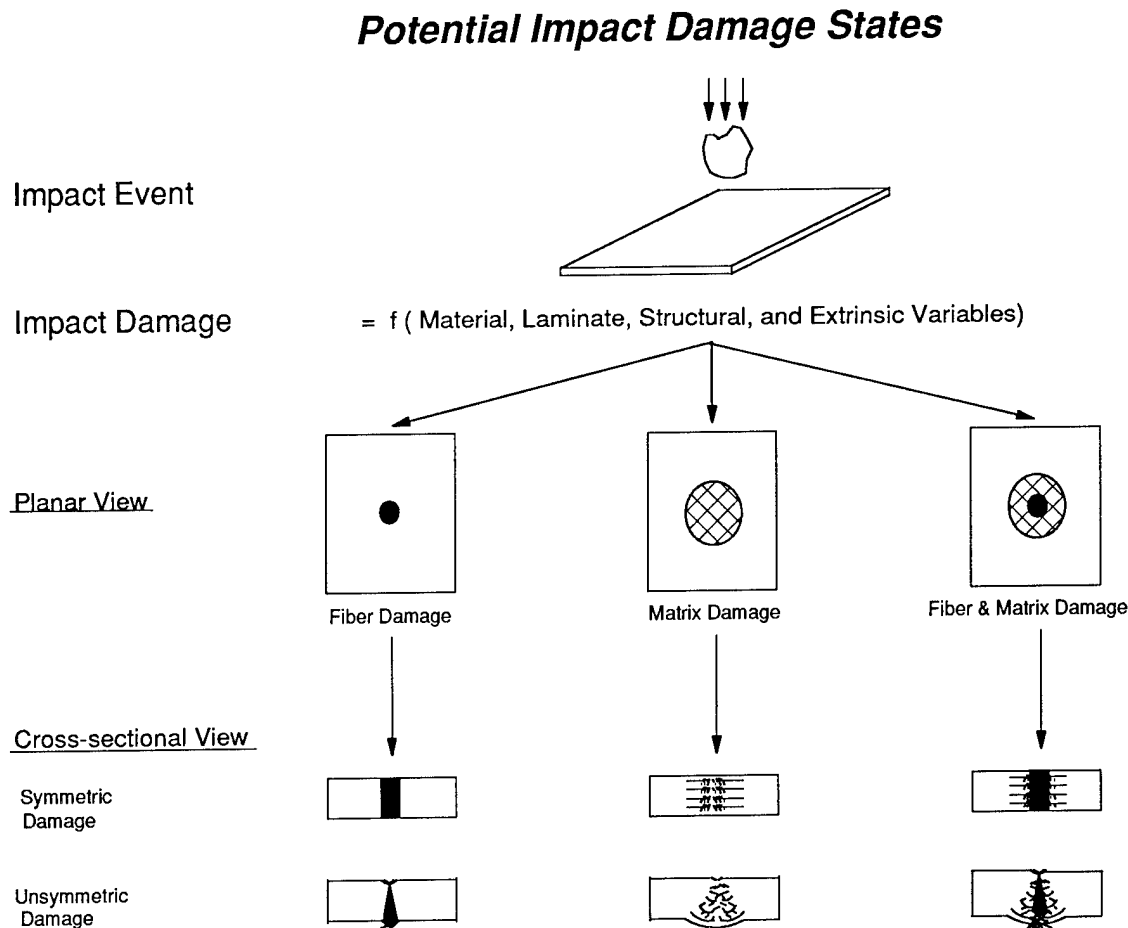 Potential Impact Damage States
Impact Event
Impact Damage
= f ( Material, Laminate, Structural, and Extrinsic Variables)
Planar View
Fiber Damage
Matrix Damage
Fiber & Matrix Damage
Cross-sectional View
Symmetric
Damage
Unsymmetric
Damage